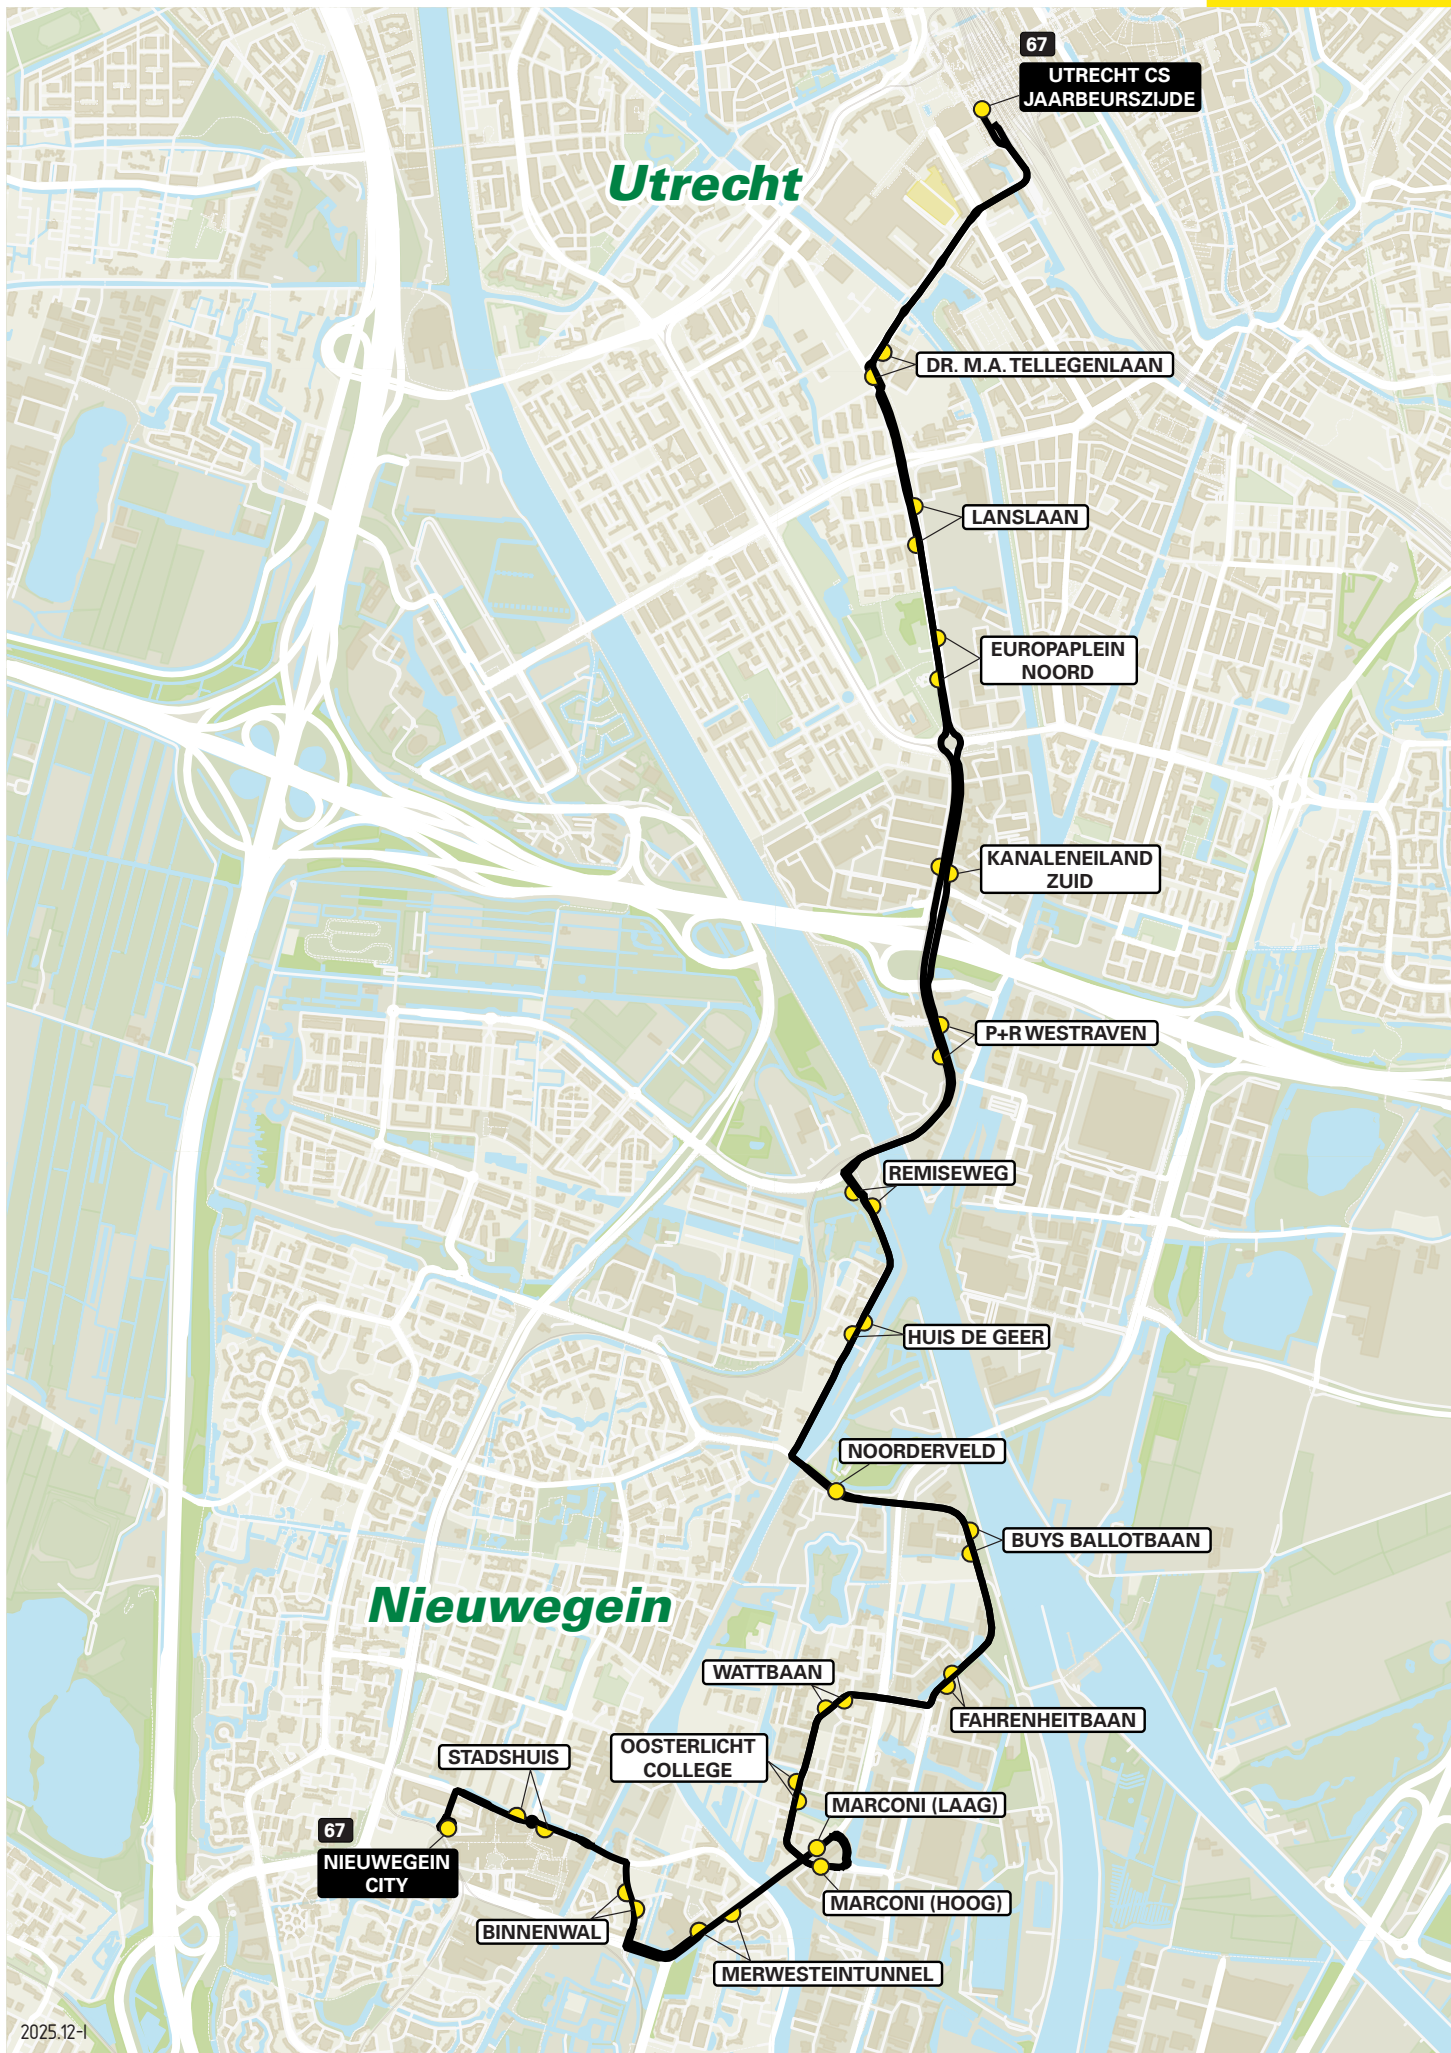 67
UTRECHT CS
JAARBEURSZIJDE
Utrecht
DR. M.A. TELLEGENLAAN
LANSLAAN
EUROPAPLEIN
NOORD
KANALENEILAND
ZUID
P+R WESTRAVEN
REMISEWEG
HUIS DE GEER
NOORDERVELD
BUYS BALLOTBAAN
Nieuwegein
WATTBAAN
FAHRENHEITBAAN
OOSTERLICHT
COLLEGE
STADSHUIS
MARCONI (LAAG)
67
NIEUWEGEIN
CITY
MARCONI (HOOG)
BINNENWAL
MERWESTEINTUNNEL
2025.12-I